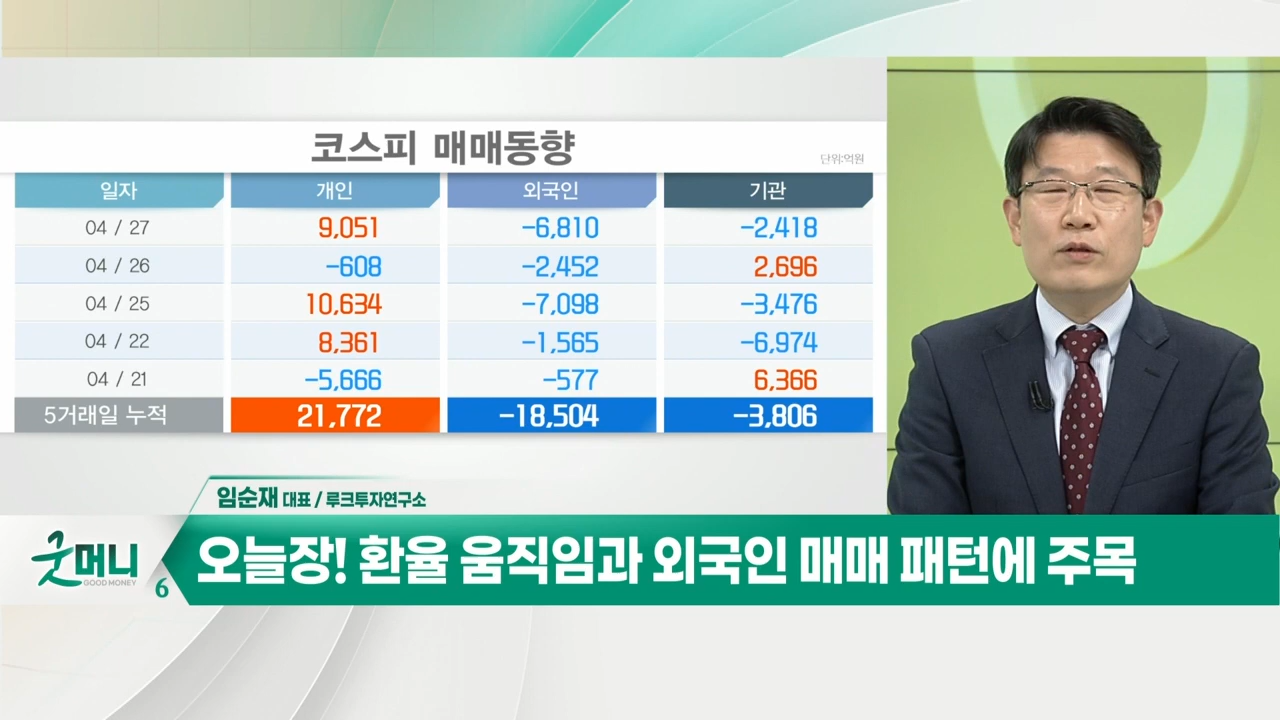 코스피 매매동향
단위:억원
일자 개인 외국인 기관
04 / 27 9,051 -6,810 -2,418
04 / 26 -608 -2,452 2,696
04 / 25 10,634 -7,098 -3,476
04 / 22 8,361 -1,565 -6,974
04 / 21 -5,666 -577 6,366
5거래일 누적 21,772 -18,504 -3,806
임순재 대표 / 루크투자연구소
굿머니
GOOD MONEY
6
오늘장! 환율 움직임과 외국인 매매 패턴에 주목